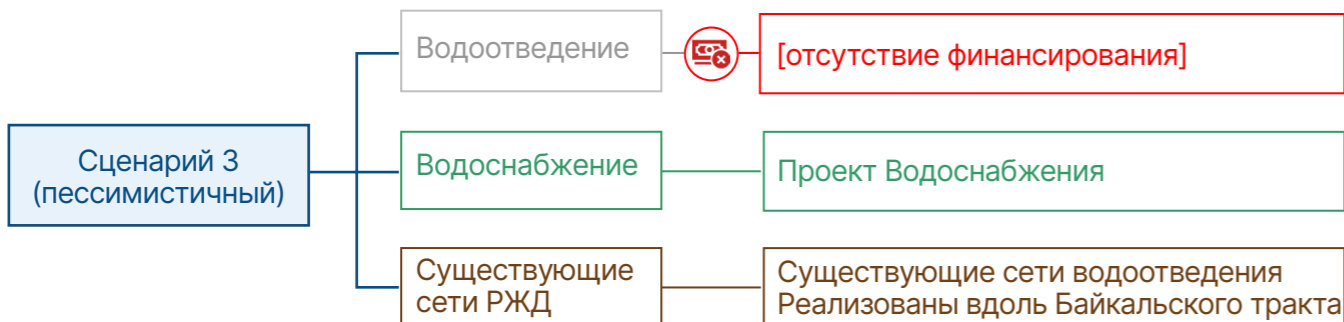 Водоотведение
[отсутствие финансирования]
Сценарий 3
(пессимистичный)
Водоснабжение
Проект Водоснабжения
Существующие
сети РЖД
Существующие сети водоотведения
Реализованы вдоль Байкальского тракта